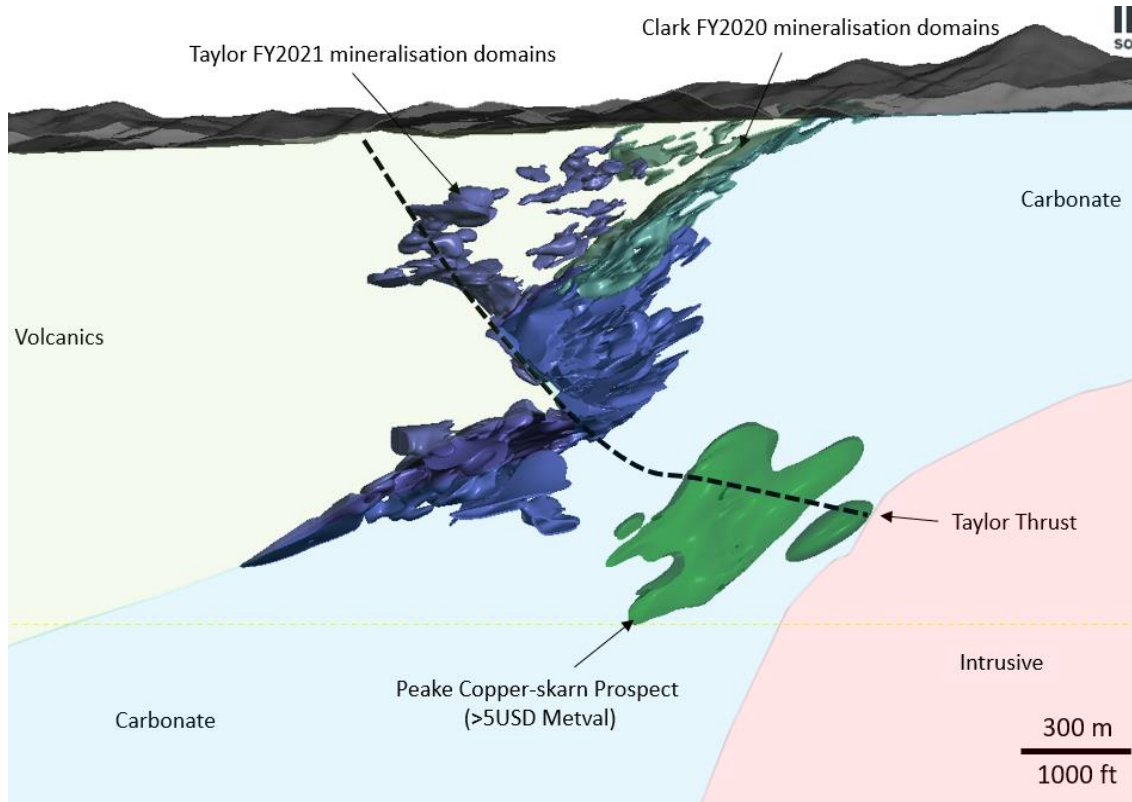 Taylor FY2021 mineralisation domains
Clark FY2020 mineralisation domains
Carbonate
Volcanics
Taylor Thrust
Peake Copper-skarn Prospect
(>5USD Metval)
Intrusive
Carbonate
300 m
1000 ft